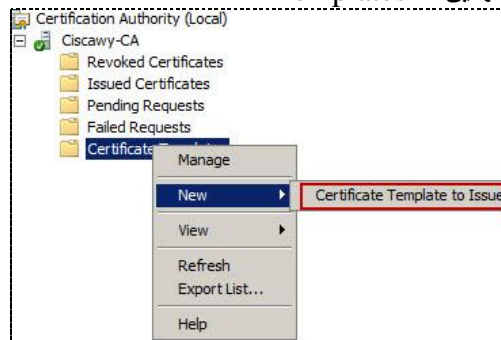 Certification Authority (Local)
Ciscawy-CA
Revoked Certificates
Issued Certificates
Pending Requests
Failed Requests
Certificate
Manage
New
Certificate Template to Issue
View
Refresh
Export List...
Help